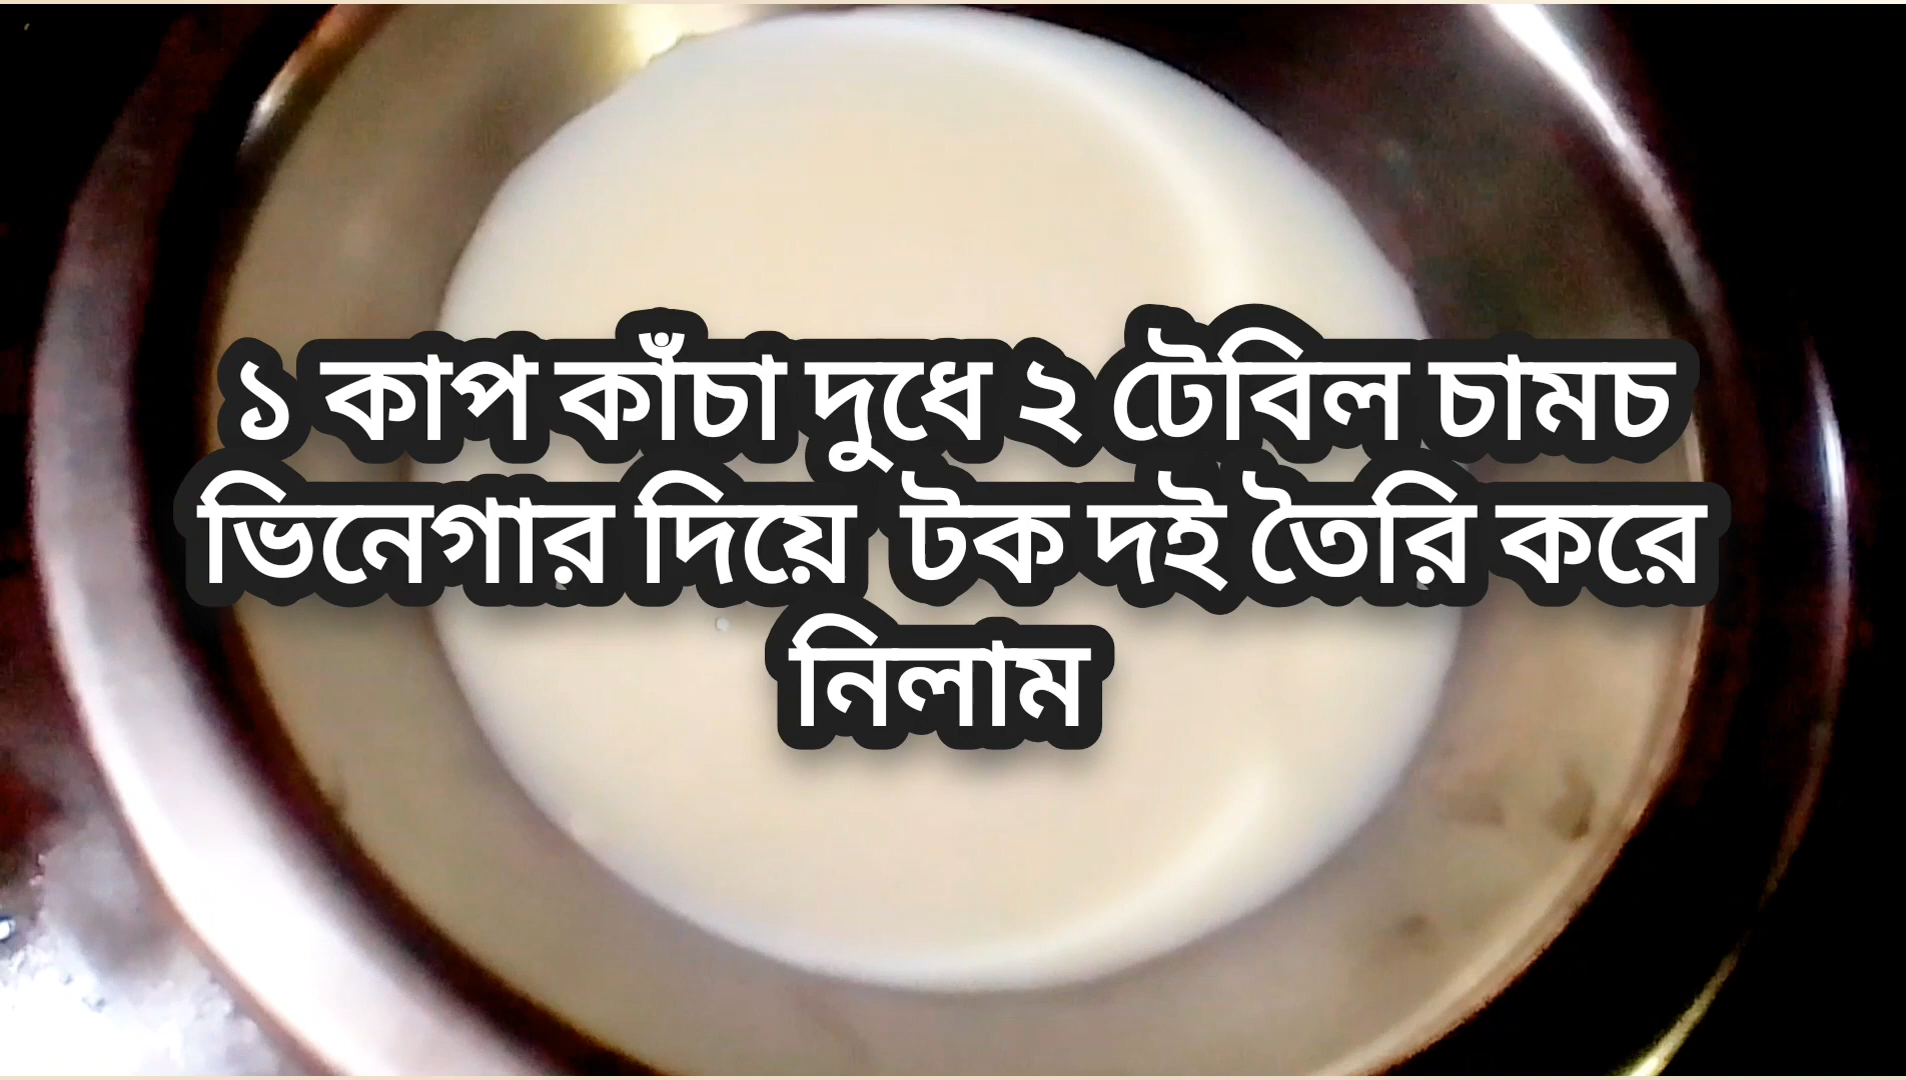 ১ কাপ কাঁচা দুধে ২ টেবিল চামচ
ভিনেগার দিয়ে টক দই তৈরি করে
নিলাম